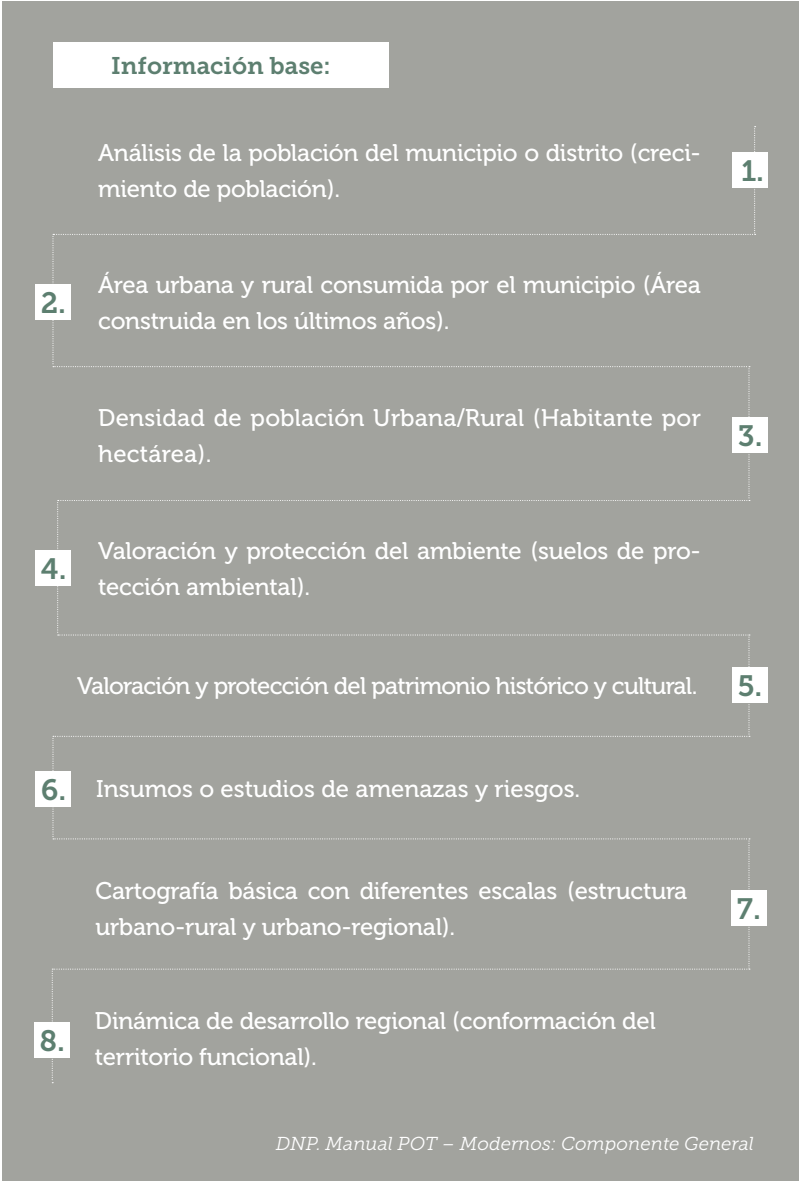 Información base:
1.
Análisis de la población del municipio o distrito (creci-
miento de población).
2.
Área urbana y rural consumida por el municipio (Área
construida en los últimos años).
3.
Densidad de población Urbana/Rural (Habitante por
hectárea).
4.
Valoración y protección del ambiente (suelos de pro-
tección ambiental).
5.
Valoración y protección del patrimonio histórico y cultural.
6.
Insumos o estudios de amenazas y riesgos.
7.
Cartografía básica con diferentes escalas (estructura
urbano-rural y urbano-regional).
8.
Dinámica de desarrollo regional (conformación del
territorio funcional).
DNP. Manual POT – Modernos: Componente General